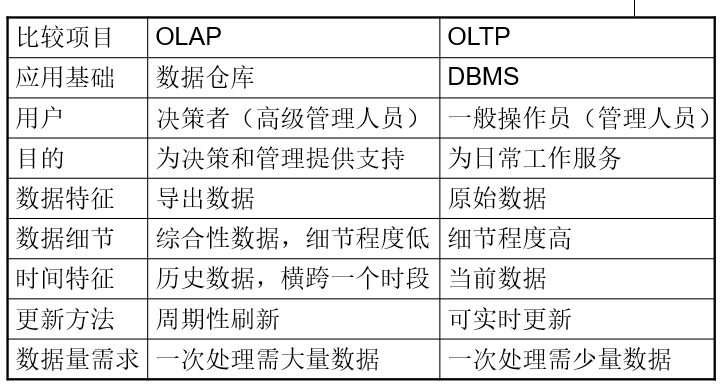 比较项目 OLAP OLTP
应用基础 数据仓库 DBMS
用户 决策者（高级管理人员） 一般操作员（管理人员）
目的 为决策和管理提供支持 为日常工作服务
数据特征 导出数据 原始数据
数据细节 综合性数据，细节程度低 细节程度高
时间特征 历史数据，横跨一个时段 当前数据
更新方法 周期性刷新 可实时更新
数据量需求 一次处理需大量数据 一次处理需少量数据